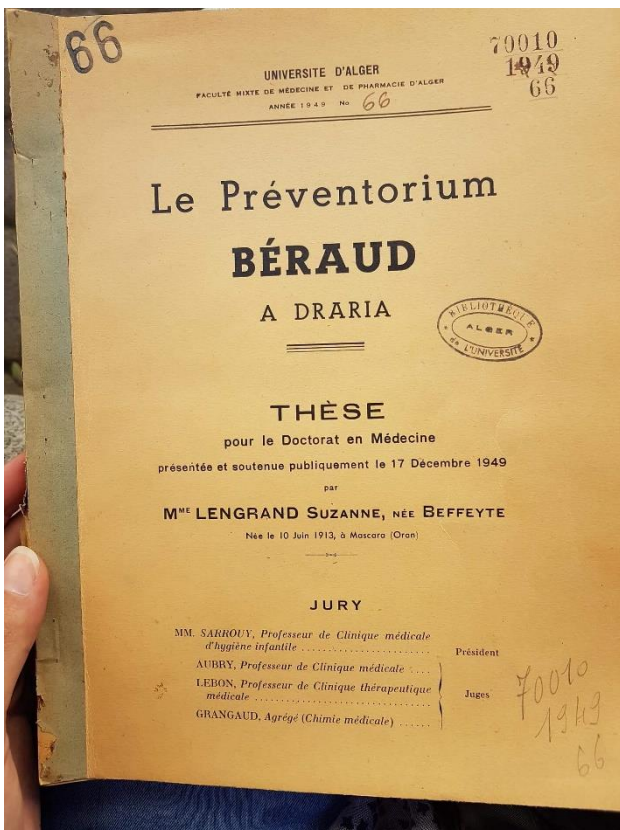 66
70010
1949
66
UNIVERSITE D'ALGER
FACULTÉ MIXTE DE MÉDECINE ET DE PHARMACIE D'ALGER
ANNÉE 1949 No 66
Le Préventorium
BÉRAUD
A DRARIA
BIBLIOTHÈQUE
ALGER
de L'UNIVERSITÉ
THÈSE
pour le Doctorat en Médecine
présentée et soutenue publiquement le 17 Décembre 1949
par
MME LENGRAND SUZANNE, NÉE BEFFEYTE
Née le 10 Juin 1913, à Mascara (Oran)
JURY
MM. SARROUY, Professeur de Clinique médicale
d'hygiène infantile ........................ Président
AUBRY, Professeur de Clinique médicale ....
LEBON, Professeur de Clinique thérapeutique
médicale ................................ Juges
GRANGAUD, Agrégé (Chimie médicale) ......
70010
1949
66